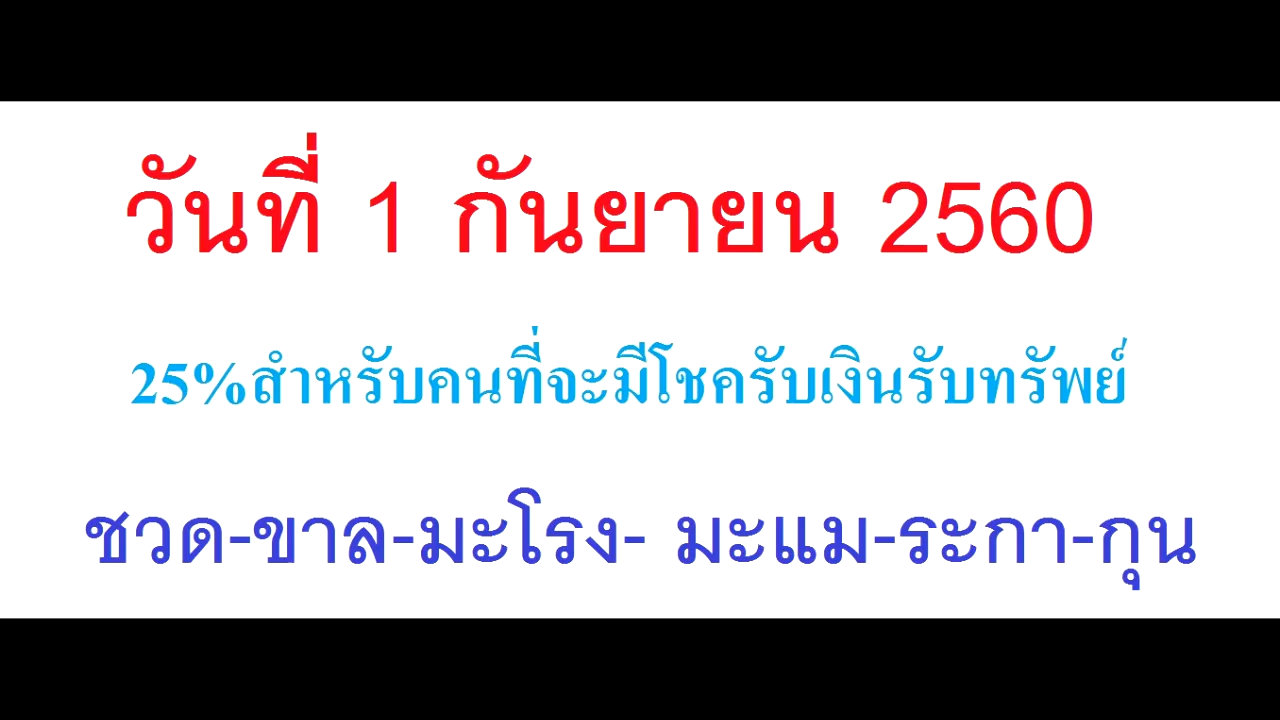 วันที่ 1 กันยายน 2560
25%สำหรับคนที่จะมีโชครับเงินรับทรัพย์
ชวด-ขาล-มะโรง- มะแม-ระกา-กุน